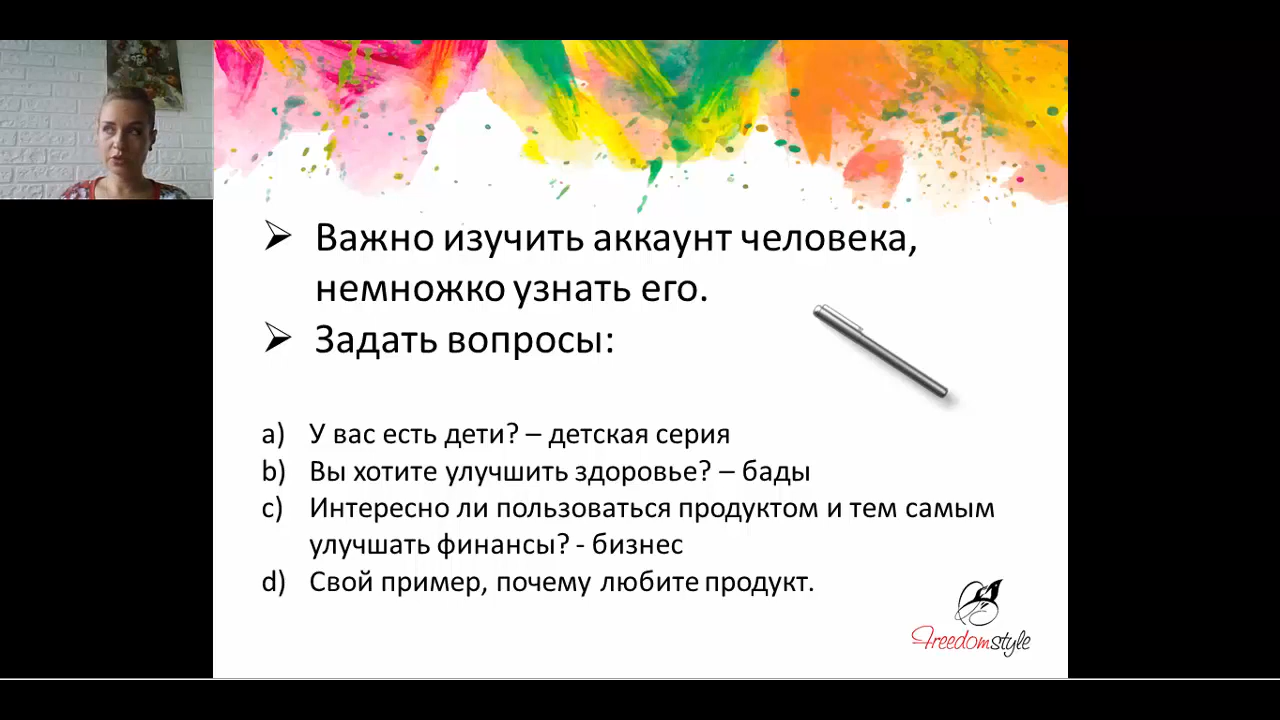 Важно изучить аккаунт человека,
немножко узнать его.
Задать вопросы:
a) У вас есть дети? – детская серия
b) Вы хотите улучшить здоровье? – бады
c) Интересно ли пользоваться продуктом и тем самым
улучшать финансы? - бизнес
d) Свой пример, почему любите продукт.
Freedomstyle